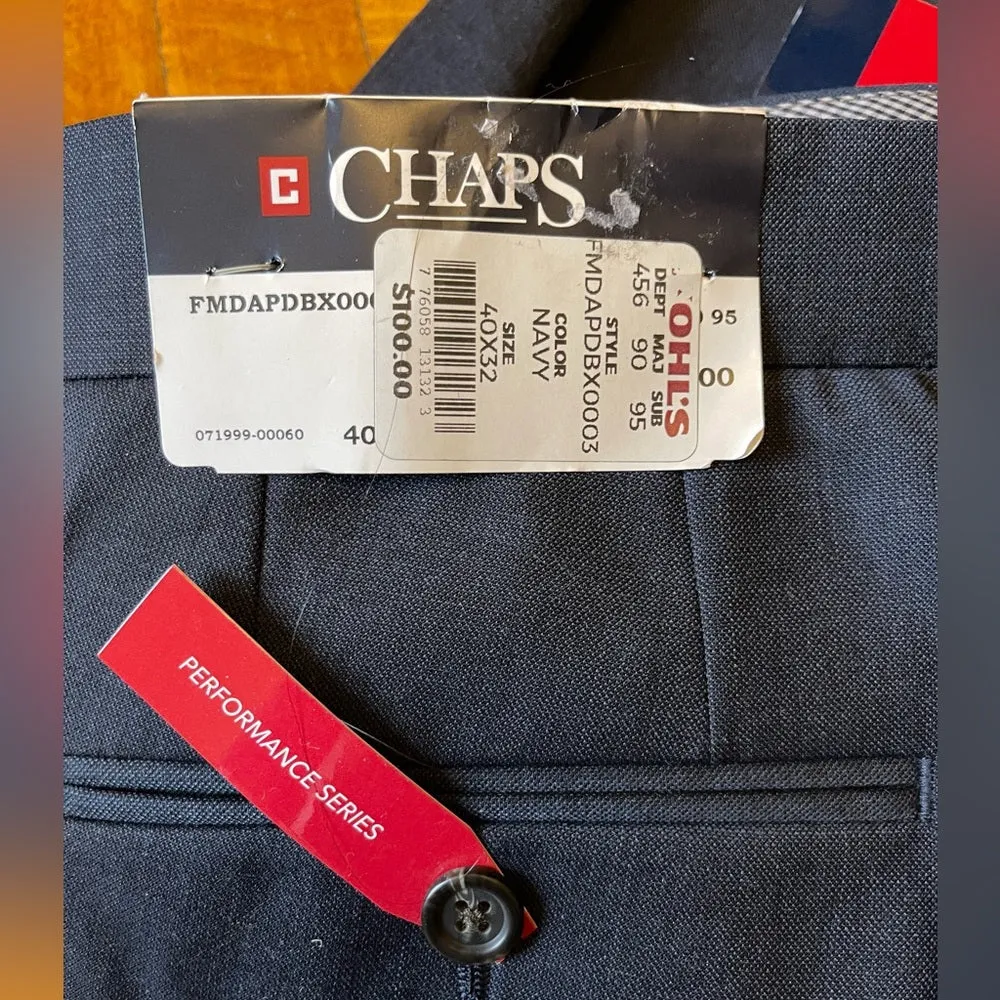 C CHAPS
FMDAPDBX000
95
00
071999-00060 40
OHL'S
DEPT MAJ SUB
456 90 95
STYLE
FMDAPDBX0003
COLOR
NAVY
SIZE
40X32
7 76058 13132 3
$100.00
PERFORMANCE SERIES